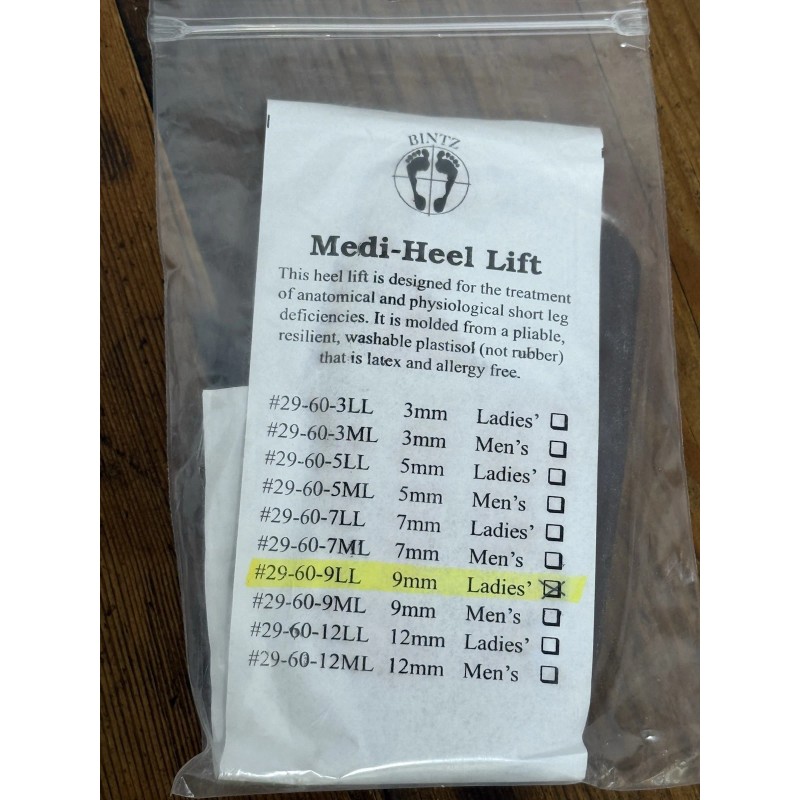 BINTZ
Medi-Heel Lift
This heel lift is designed for the treatment
of anatomical and physiological short leg
deficiencies. It is molded from a pliable,
resilient, washable plastisol (not rubber)
that is latex and allergy free.
#29-60-3LL 3mm Ladies' ☐
#29-60-3ML 3mm Men's ☐
#29-60-5LL 5mm Ladies' ☐
#29-60-5ML 5mm Men's ☐
#29-60-7LL 7mm Ladies' ☐
#29-60-7ML 7mm Men's ☐
#29-60-9LL 9mm Ladies' ☒
#29-60-9ML 9mm Men's ☐
#29-60-12LL 12mm Ladies' ☐
#29-60-12ML 12mm Men's ☐